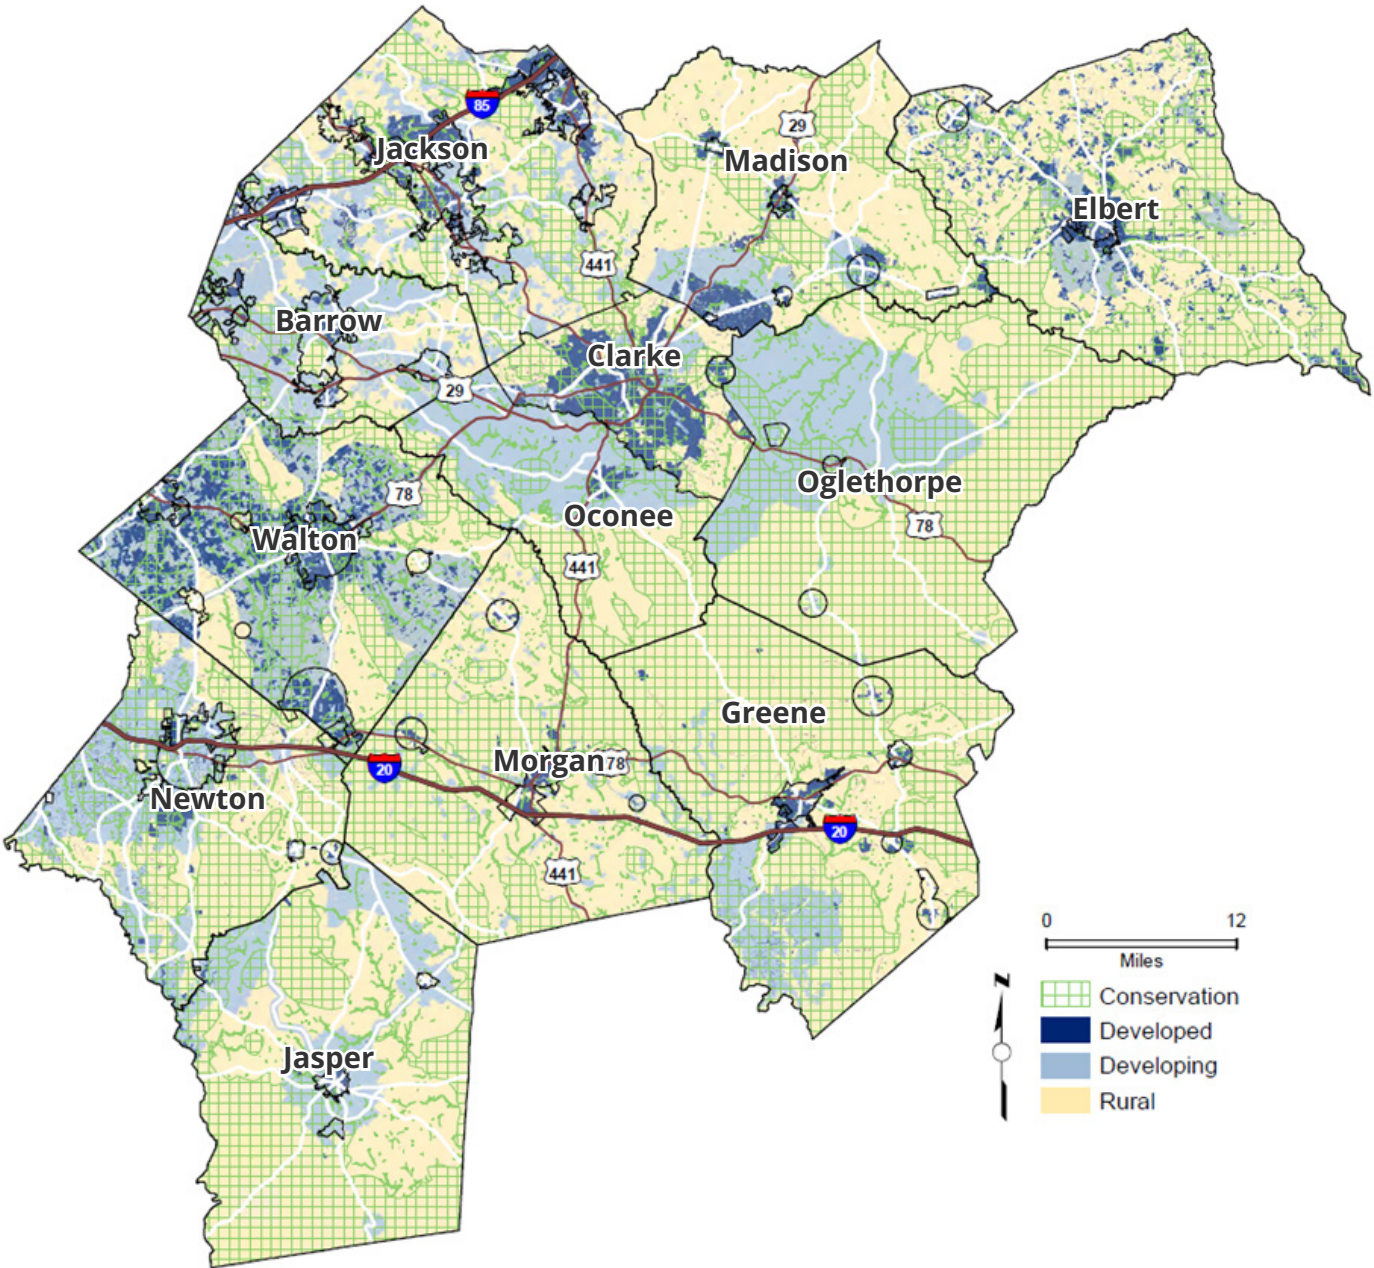 85
Jackson
29
Madison
Elbert
441
Barrow
Clarke
29
Oglethorpe
78
Walton
Oconee
78
441
Greene
Morgan
78
20
Newton
20
441
0 12
Miles
N
Conservation
Developed
Developing
Rural
Jasper